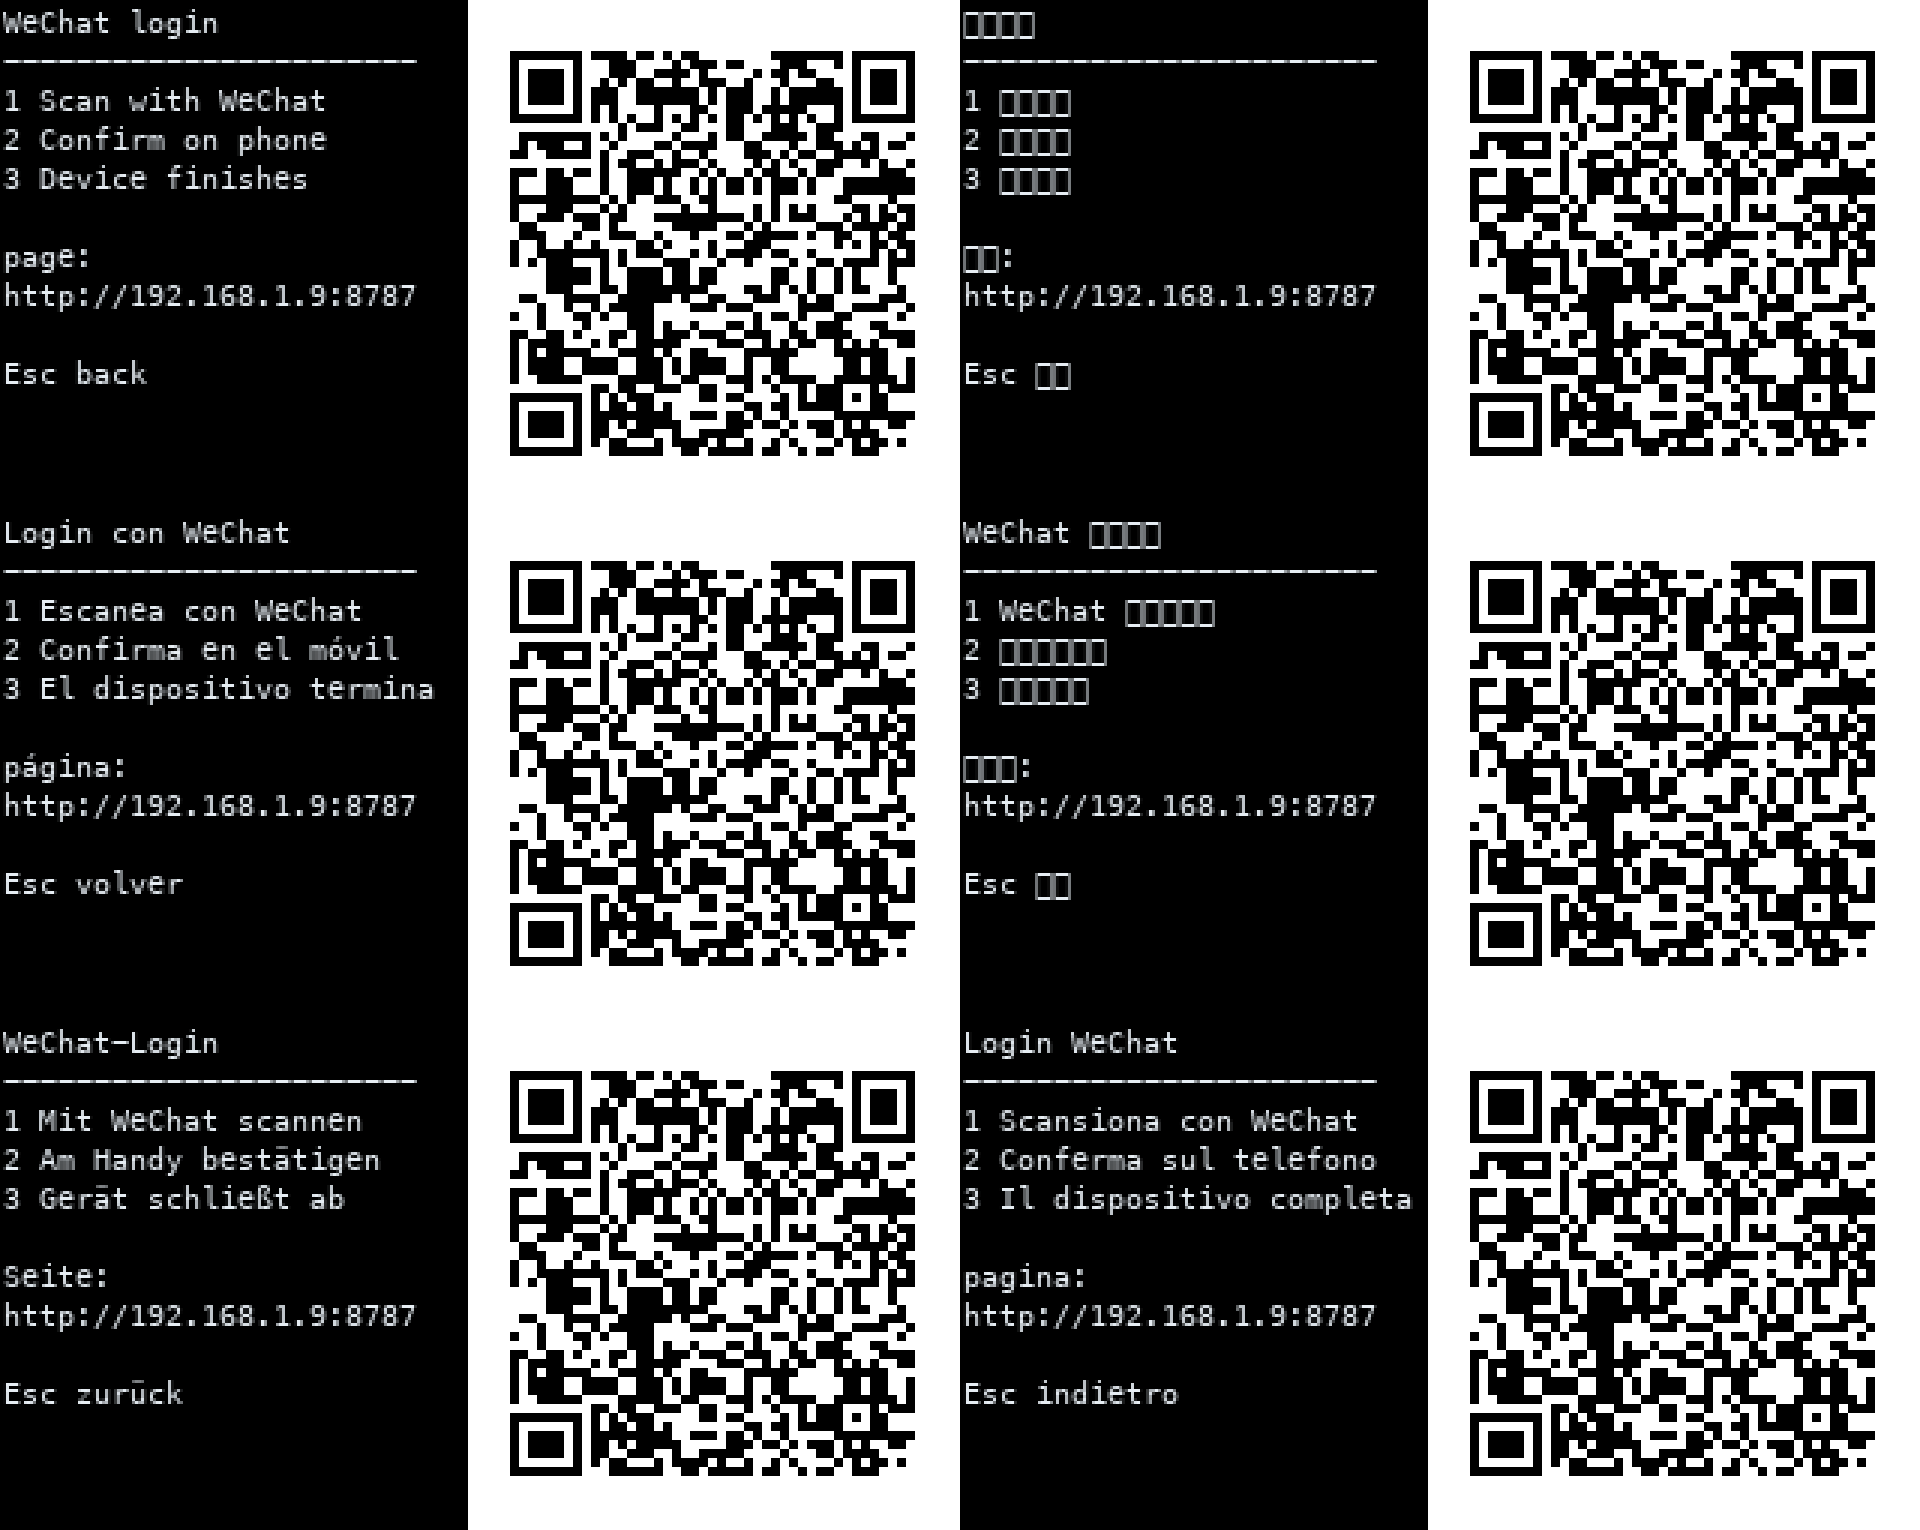 WeChat login
1 Scan with WeChat
2 Confirm on phone
3 Device finishes
page:
http://192.168.1.9:8787
Esc back
1
2
3
:
http://192.168.1.9:8787
Esc
Login con WeChat
1 Escanea con WeChat
2 Confirma en el móvil
3 El dispositivo termina
página:
http://192.168.1.9:8787
Esc volver
WeChat
1 WeChat
2
3
:
http://192.168.1.9:8787
Esc
WeChat-Login
1 Mit WeChat scannen
2 Am Handy bestätigen
3 Gerät schließt ab
Seite:
http://192.168.1.9:8787
Esc zurück
Login WeChat
1 Scansiona con WeChat
2 Conferma sul telefono
3 Il dispositivo completa
pagina:
http://192.168.1.9:8787
Esc indietro